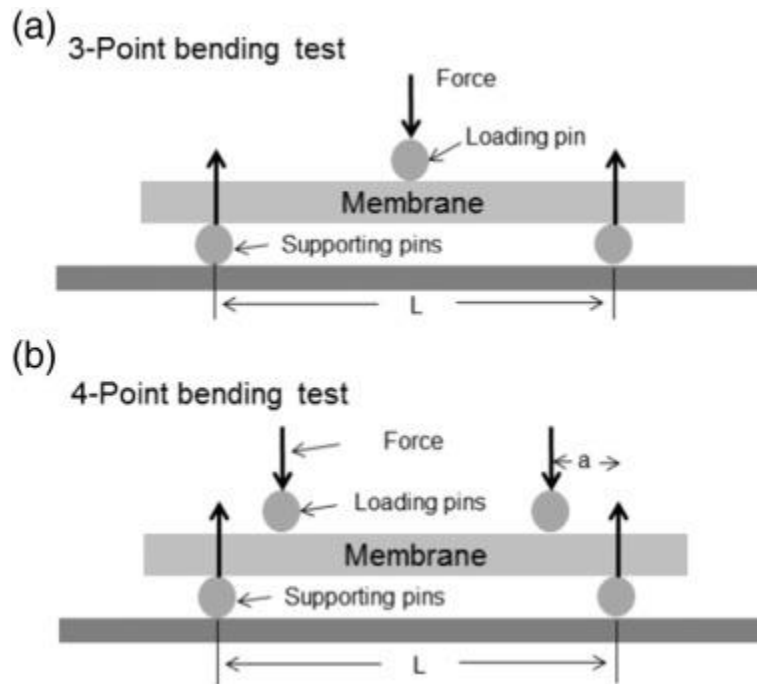 (a)
3-Point bending test
Force
Loading pin
Membrane
Supporting pins
L
(b)
4-Point bending test
Force
a
Loading pins
Membrane
Supporting pins
L